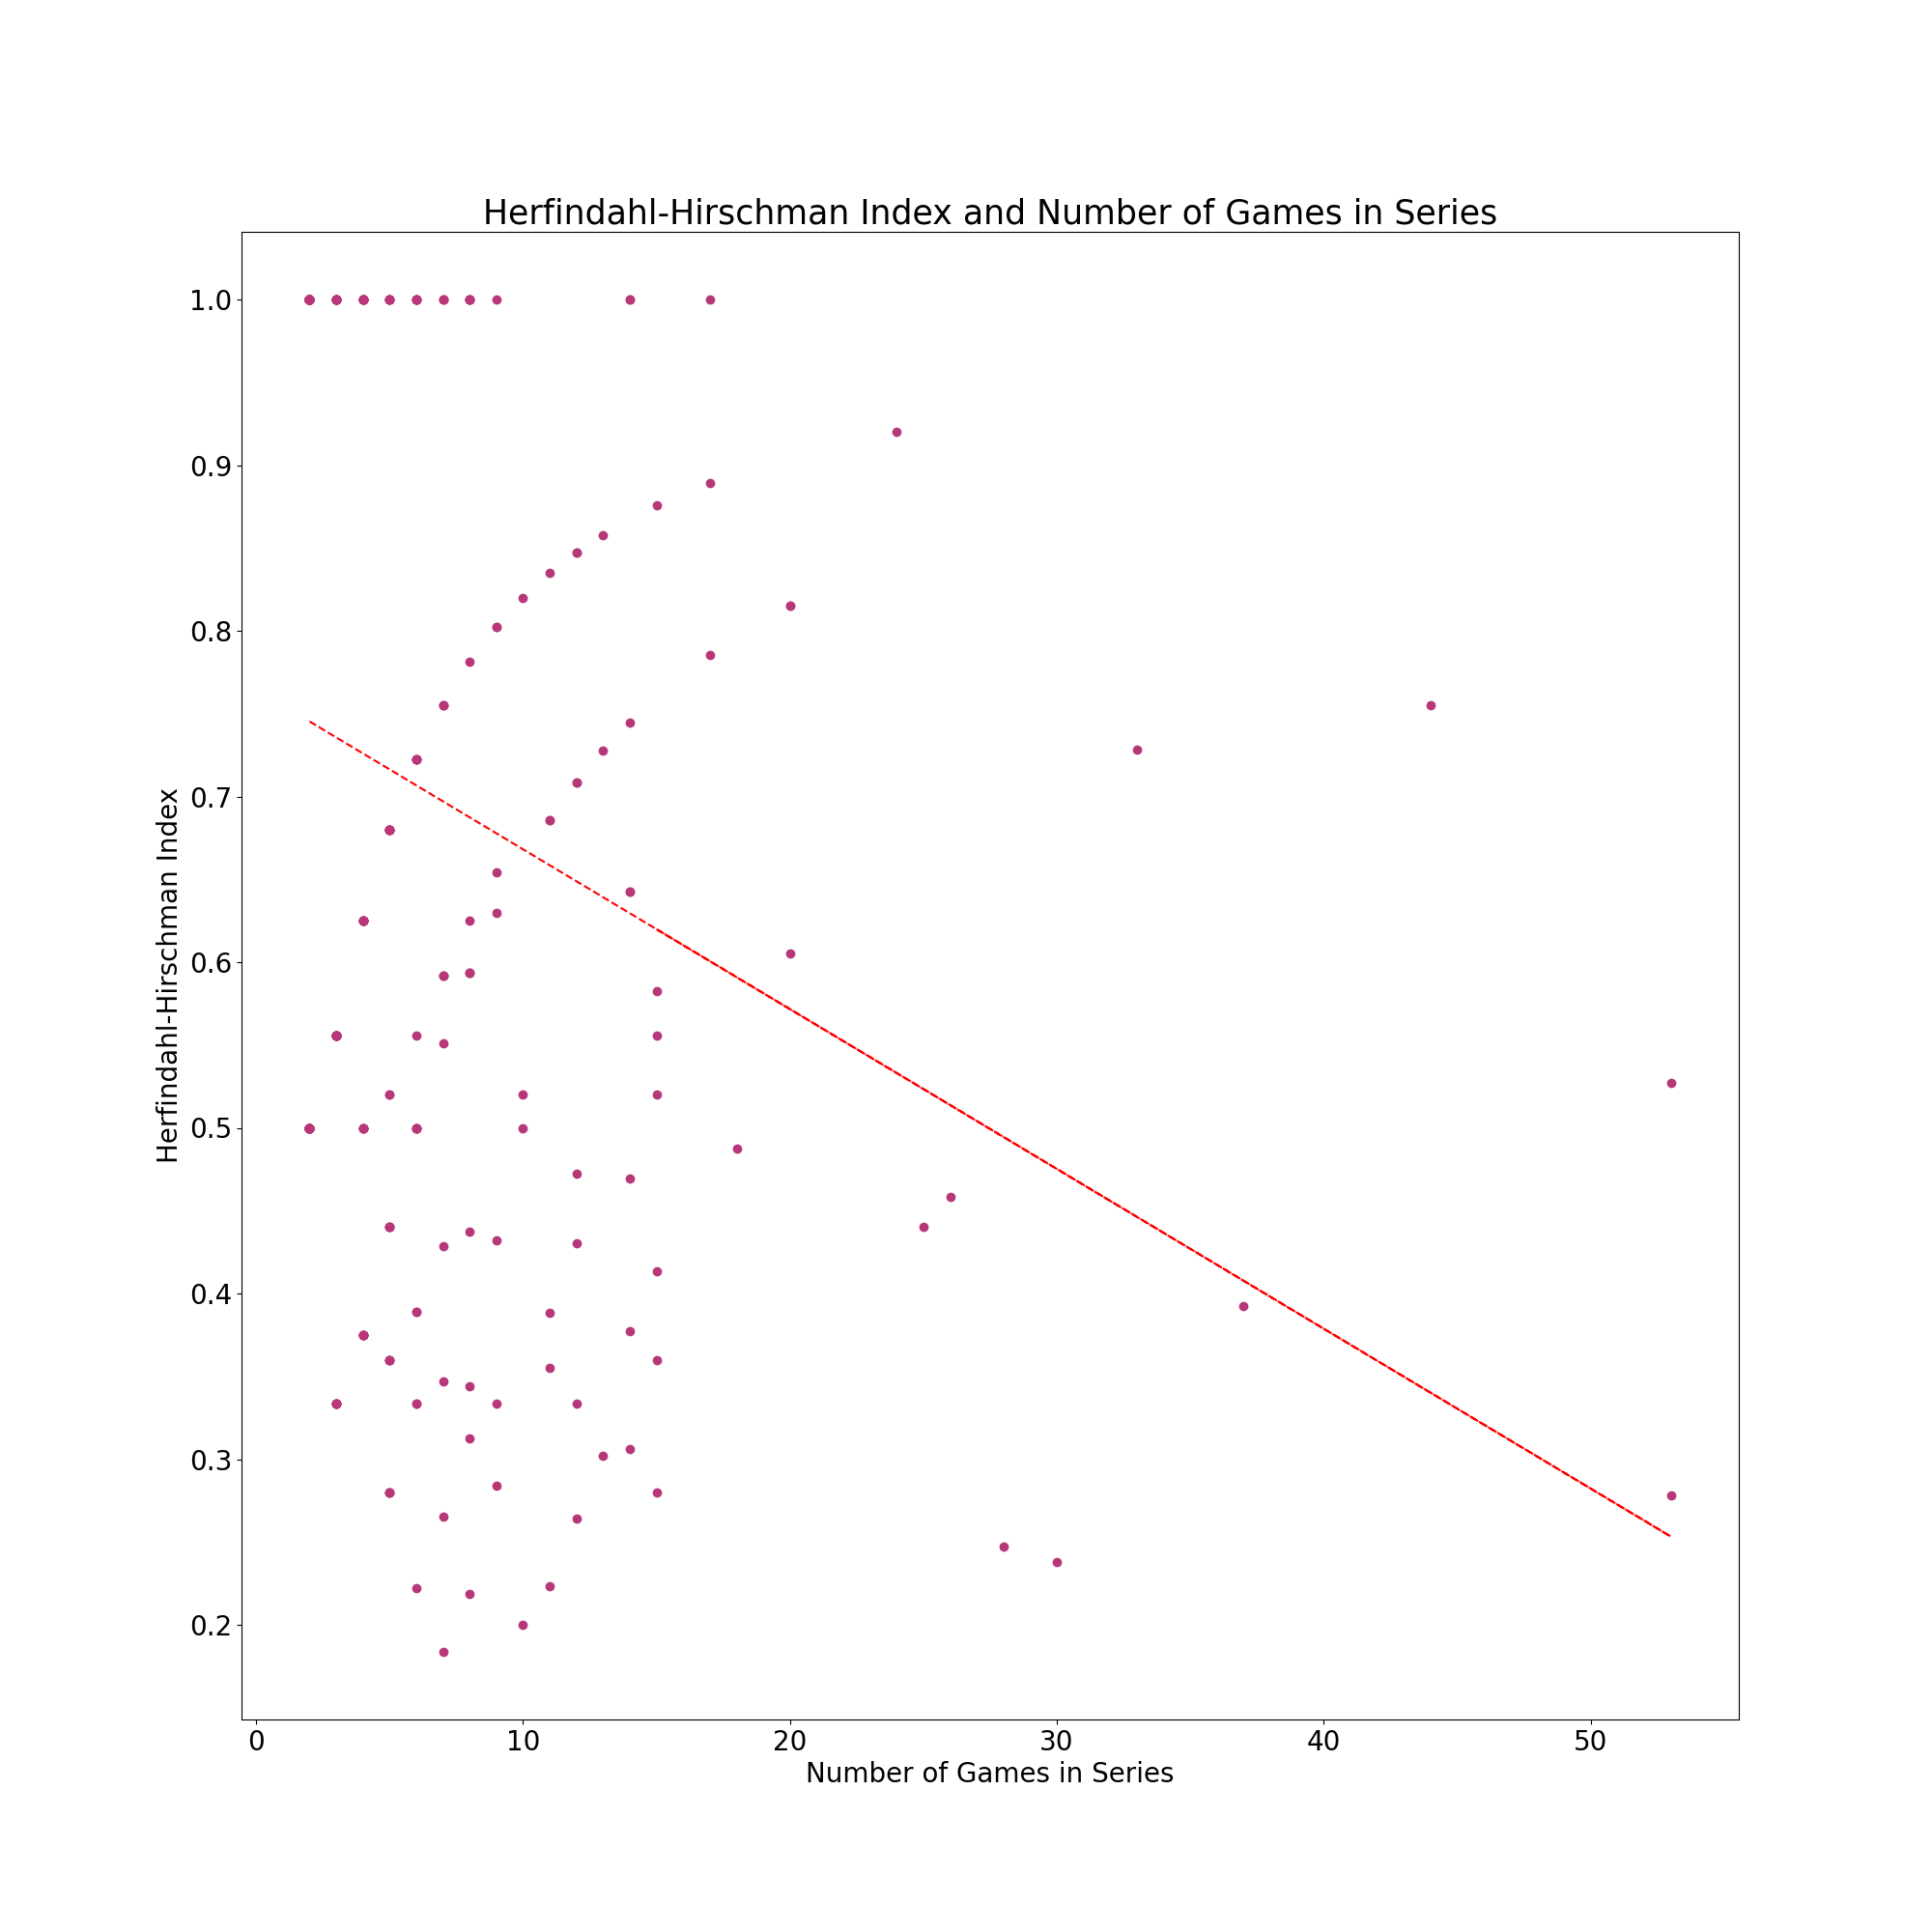 Herfindahl-Hirschman Index and Number of Games in Series
Herfindahl-Hirschman Index
1.0
0.9
0.8
0.7
0.6
0.5
0.4
0.3
0.2
0 10 20 30 40 50
Number of Games in Series